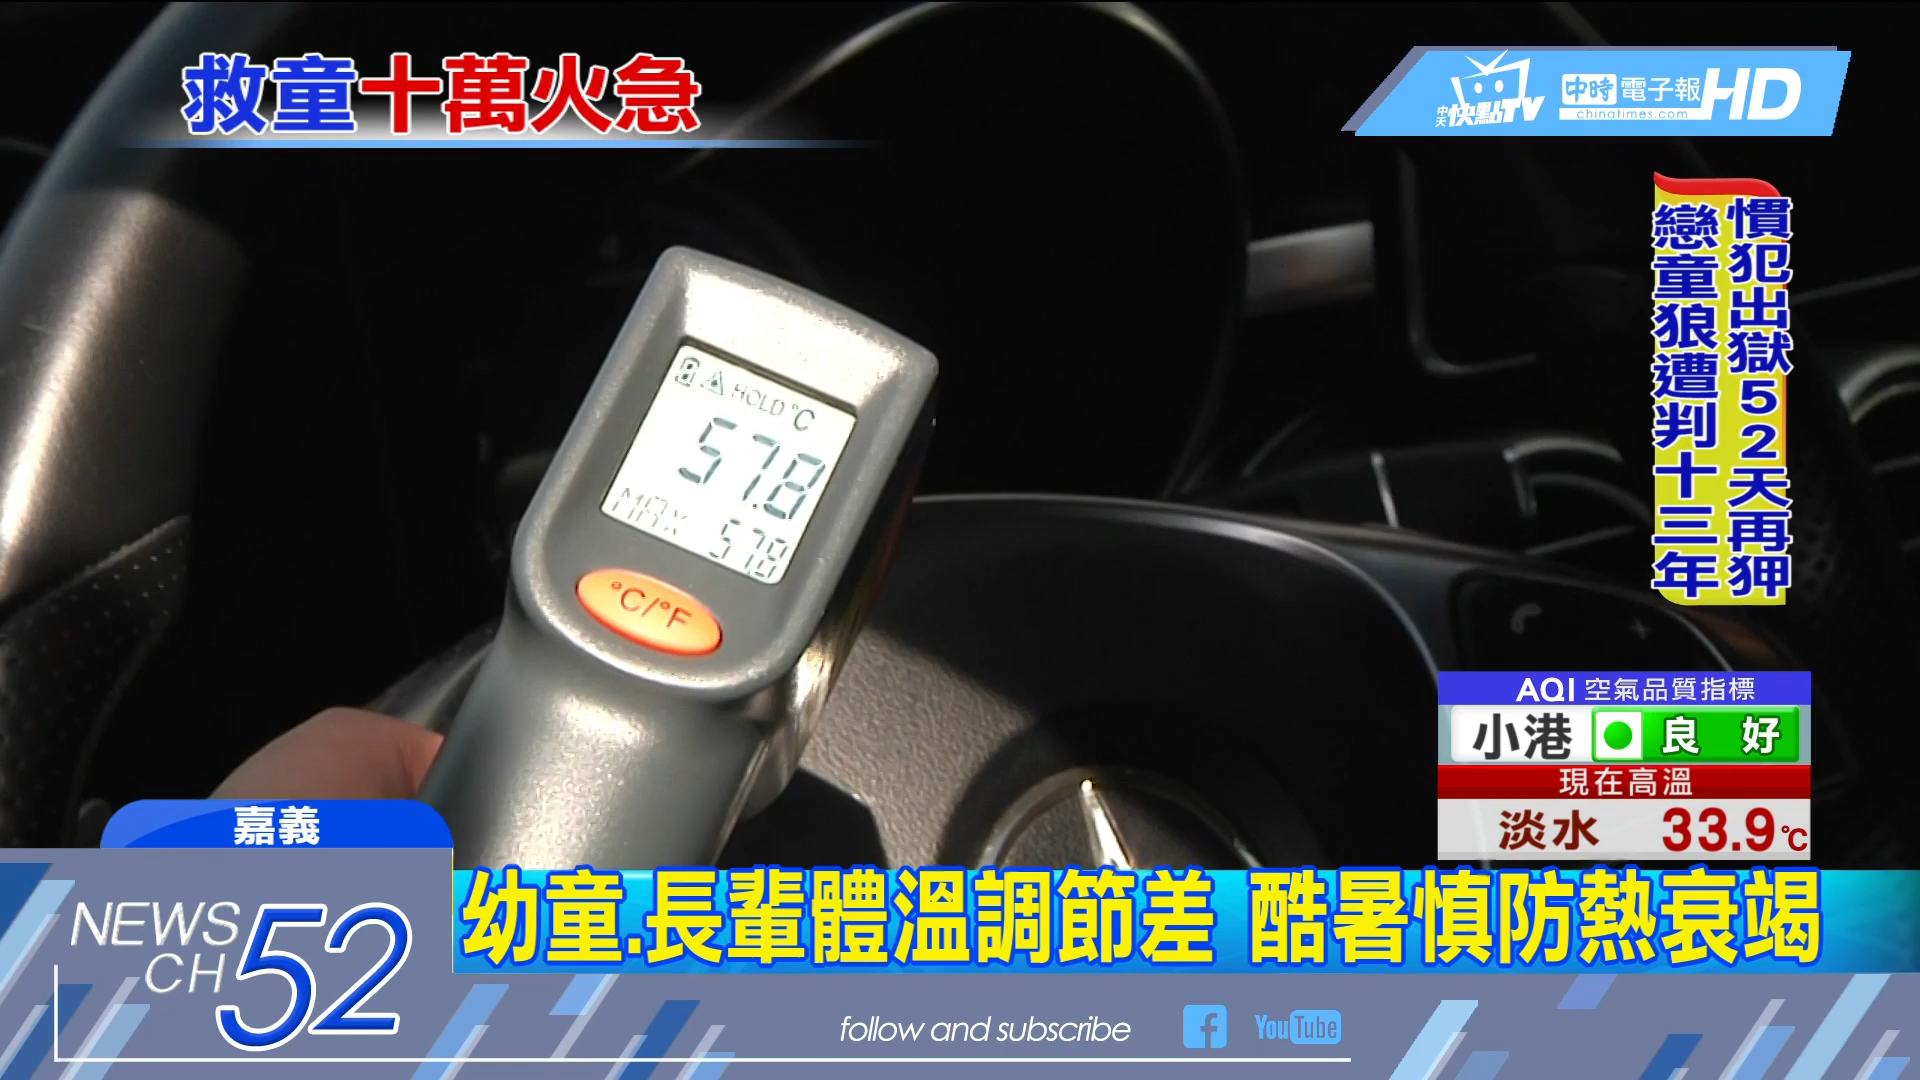 救童十萬火急
中天快點TV 中時電子報HD
chinatimes.com
慣犯出獄52天再狎
戀童狼遭判十三年
HOLD °C
57.8
MAX 57.8
°C/°F
AQI 空氣品質指標
小港 良 好
現在高溫
淡水 33.9°C
嘉義
幼童.長輩體溫調節差 酷暑慎防熱衰竭
NEWS
CH 52
follow and subscribe
YouTube